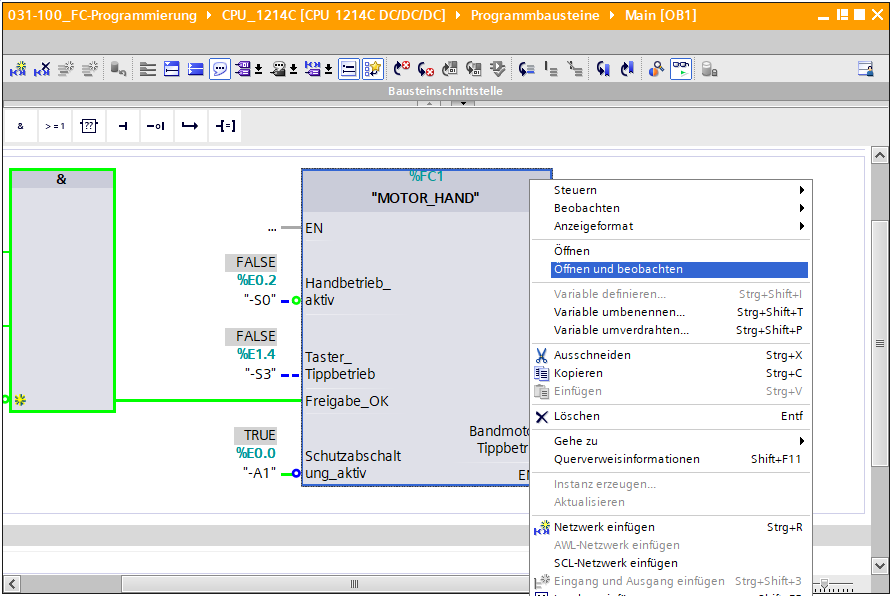 031-100_FC-Programmierung ▸ CPU_1214C [CPU 1214C DC/DC/DC] ▸ Programmbausteine ▸ Main [OB1]
Bausteinschnittstelle
& >=1 ??
&
%FC1
"MOTOR_HAND"
... EN
FALSE
%E0.2
"-S0"
Handbetrieb_
aktiv
FALSE
%E1.4
"-S3"
Taster_
Tippbetrieb
Freigabe_OK
TRUE
%E0.0
"-A1"
Schutzabschalt
ung_aktiv
Bandmoto
Tippbetr
Steuern
Beobachten
Anzeigeformat
Öffnen
Öffnen und beobachten
Variable definieren... Strg+Shift+I
Variable umbenennen... Strg+Shift+T
Variable umverdrahten... Strg+Shift+P
Ausschneiden Strg+X
Kopieren Strg+C
Einfügen Strg+V
Löschen Entf
Gehe zu
Querverweisinformationen Shift+F11
Instanz erzeugen...
Aktualisieren
Netzwerk einfügen Strg+R
AWL-Netzwerk einfügen
SCL-Netzwerk einfügen
Eingang und Ausgang einfügen Strg+Shift+3